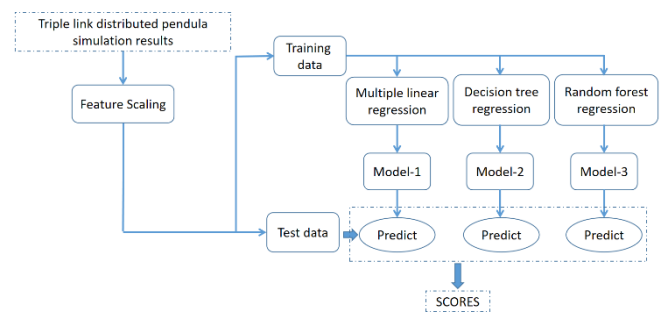 Triple link distributed pendula
simulation results
Training
data
Feature Scaling
Multiple linear
regression
Decision tree
regression
Random forest
regression
Model-1
Model-2
Model-3
Test data
Predict
Predict
Predict
SCORES